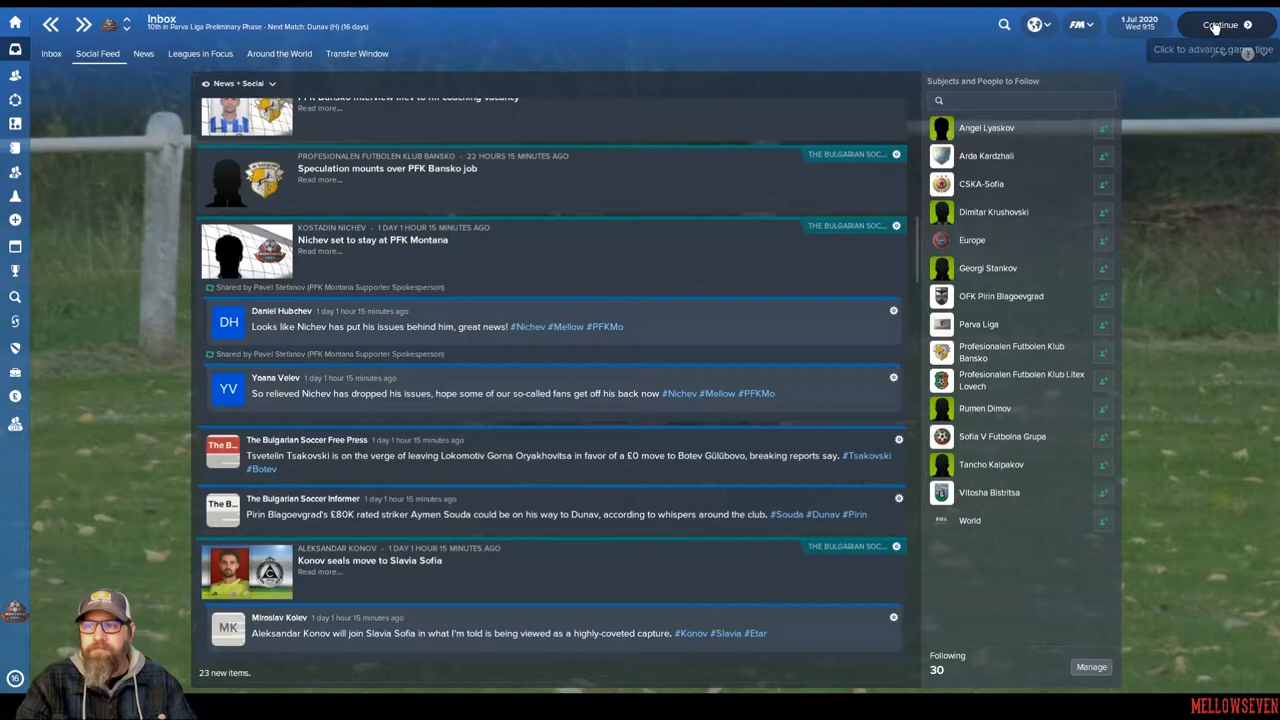 Inbox
10th in Parva Liga Preliminary Phase - Next Match: Dunav (H) (16 days)
FM
1 Jul 2020
Wed 9:15
Continue
Click to advance game time
Inbox
Social Feed
News
Leagues in Focus
Around the World
Transfer Window
News + Social
Subjects and People to Follow
PFK Bansko interview Iliev to fill coaching vacancy
Read more...
PROFESIONALEN FUTBOLEN KLUB BANSKO - 22 HOURS 15 MINUTES AGO
THE BULGARIAN SOC...
Speculation mounts over PFK Bansko job
Read more...
KOSTADIN NICHEV - 1 DAY 1 HOUR 15 MINUTES AGO
THE BULGARIAN SOC...
Nichev set to stay at PFK Montana
Read more...
Shared by Pavel Stefanov (PFK Montana Supporter Spokesperson)
DH
Daniel Hubchev 1 day 1 hour 15 minutes ago
Looks like Nichev has put his issues behind him, great news! #Nichev #Mellow #PFKMo
Shared by Pavel Stefanov (PFK Montana Supporter Spokesperson)
YV
Yoana Velev 1 day 1 hour 15 minutes ago
So relieved Nichev has dropped his issues, hope some of our so-called fans get off his back now #Nichev #Mellow #PFKMo
The B...
The Bulgarian Soccer Free Press 1 day 1 hour 15 minutes ago
Tsvetelin Tsakovski is on the verge of leaving Lokomotiv Gorna Oryakhovitsa in favor of a £0 move to Botev Gŭlŭbovo, breaking reports say. #Tsakovski
#Botev
The B...
The Bulgarian Soccer Informer 1 day 1 hour 15 minutes ago
Pirin Blagoevgrad's £80K rated striker Aymen Souda could be on his way to Dunav, according to whispers around the club. #Souda #Dunav #Pirin
ALEKSANDAR KONOV - 1 DAY 1 HOUR 15 MINUTES AGO
THE BULGARIAN SOC...
Konov seals move to Slavia Sofia
Read more...
MK
Miroslav Kolev 1 day 1 hour 15 minutes ago
Aleksandar Konov will join Slavia Sofia in what I'm told is being viewed as a highly-coveted capture. #Konov #Slavia #Etar
23 new items.
Angel Lyaskov
Arda Kardzhali
CSKA-Sofia
Dimitar Krushovski
Europe
Georgi Stankov
OFK Pirin Blagoevgrad
Parva Liga
Profesionalen Futbolen Klub
Bansko
Profesionalen Futbolen Klub Litex
Lovech
Rumen Dimov
Sofia V Futbolna Grupa
Tancho Kalpakov
Vitosha Bistritsa
World
Following
30
Manage
16
MELLOWSEVEN